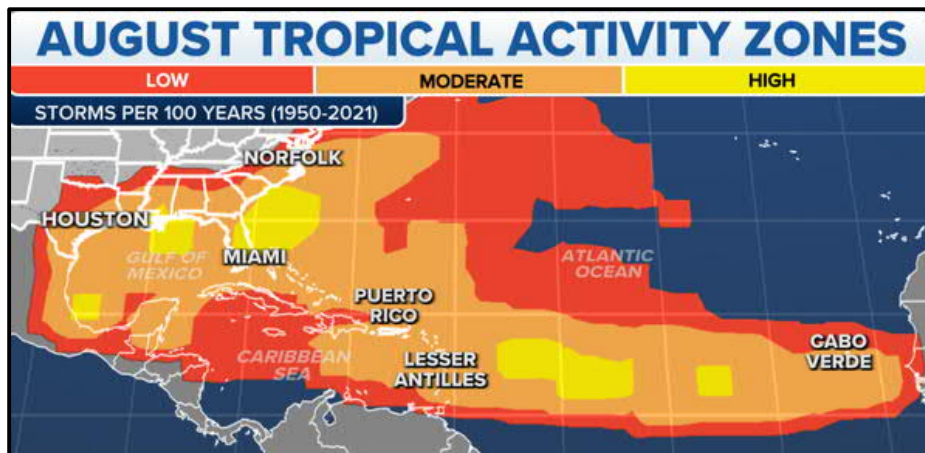 AUGUST TROPICAL ACTIVITY ZONES
LOW MODERATE HIGH
STORMS PER 100 YEARS (1950-2021)
NORFOLK
HOUSTON
GULF OF
MEXICO
MIAMI
ATLANTIC
OCEAN
PUERTO
RICO
CARIBBEAN
SEA
LESSER
ANTILLES
CABO
VERDE